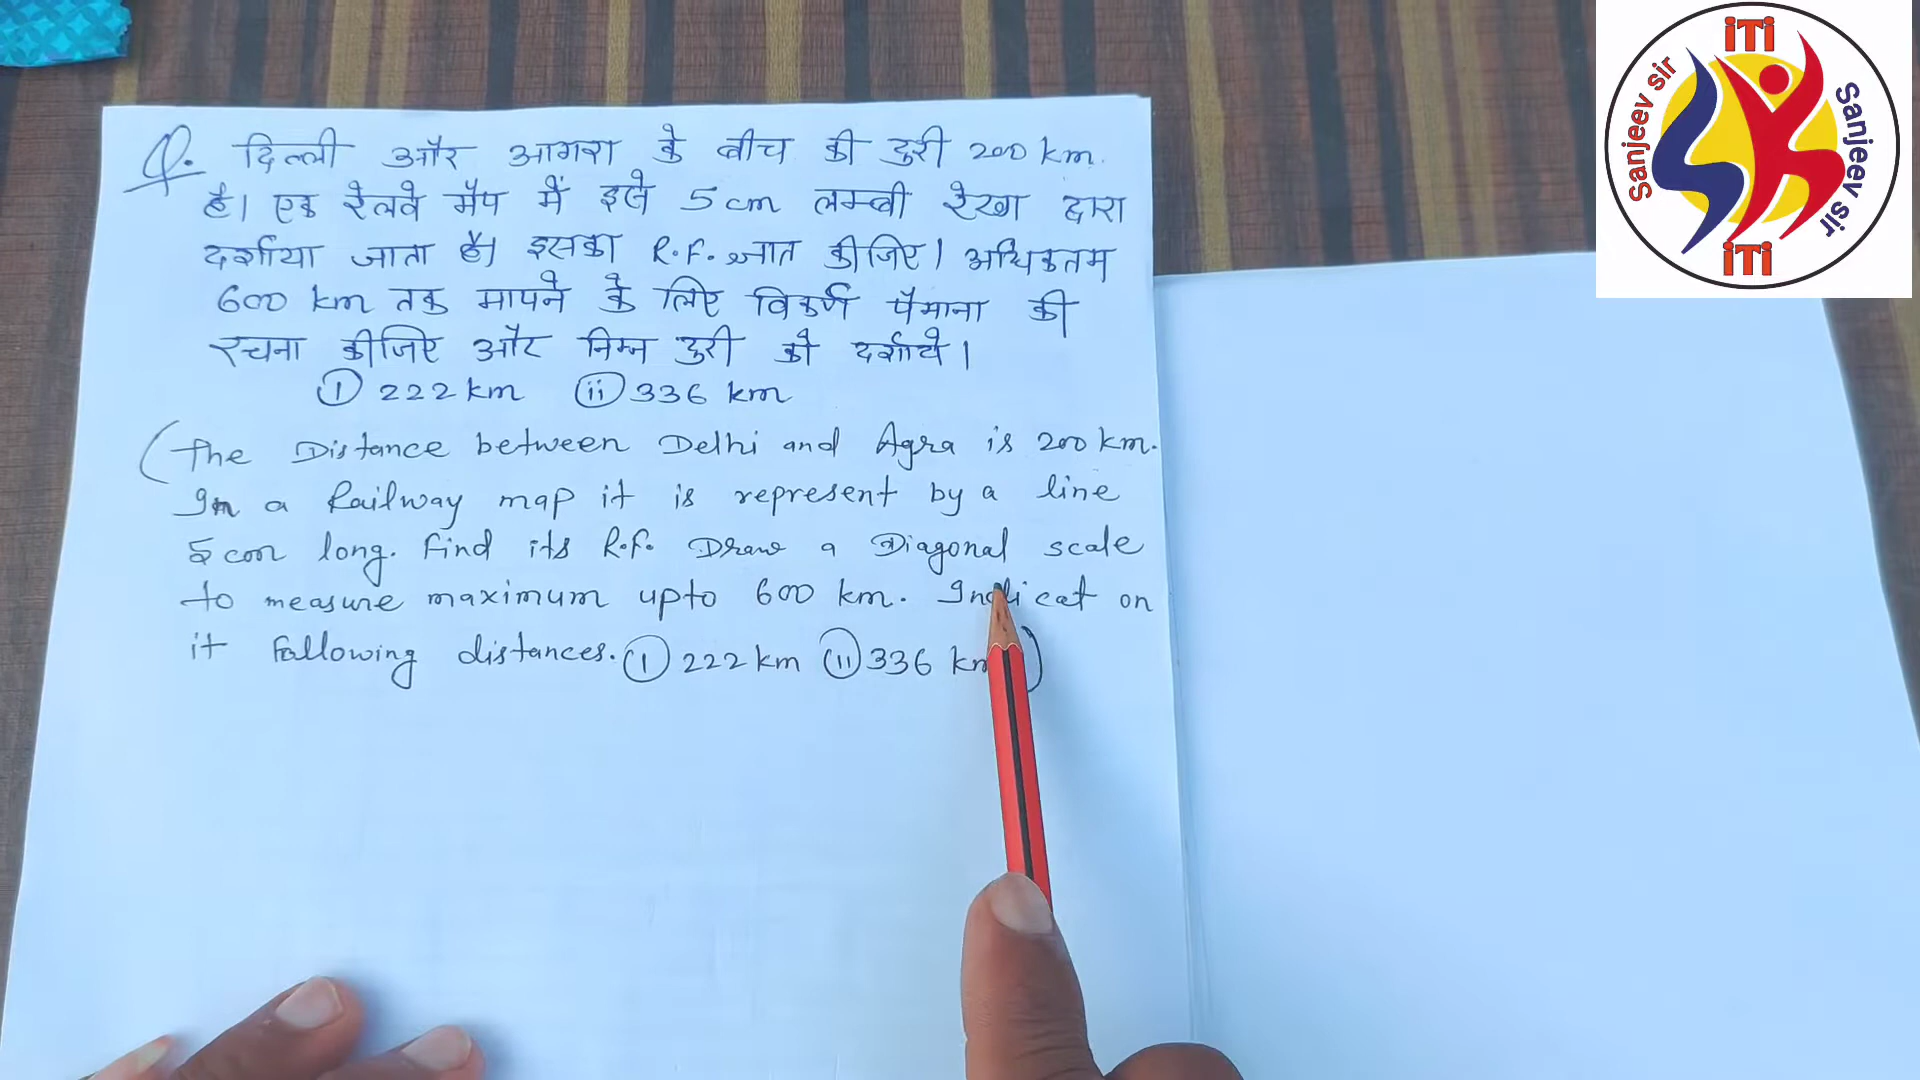 Q. दिल्ली और आगरा के बीच की दुरी 200 km.
है। एक रेलवे मैप में इसे 5 cm लम्बी रेखा द्वारा
दर्शाया जाता है। इसका R.F. ज्ञात कीजिए। अधिकतम
600 km तक मापने के लिए विकर्ण पैमाना की
रचना कीजिए और निम्न दुरी को दर्शाये।
(i) 222 km (ii) 336 km
(The Distance between Delhi and Agra is 200 km.
In a Railway map it is represent by a line
5 cm long. Find its R.F. Draw a Diagonal scale
to measure maximum upto 600 km. Indicat on
it following distances. (i) 222 km (ii) 336 km)
iTi
Sanjeev sir
Sanjeev sir
iTi